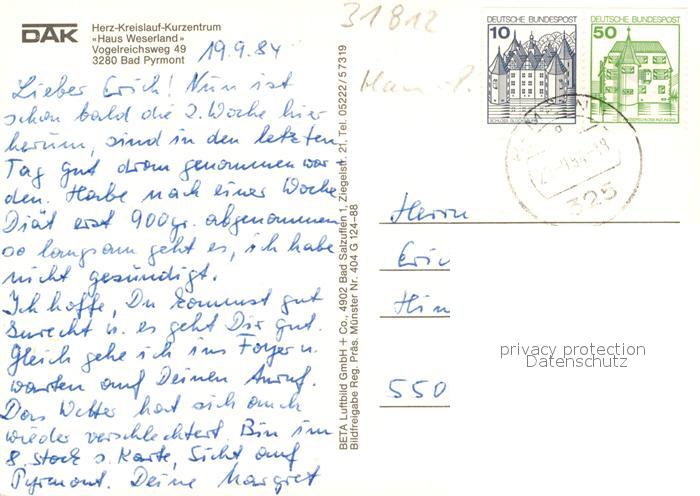 DAK
Herz-Kreislauf-Kurzentrum
«Haus Weserland»
Vogelreichsweg 49
3280 Bad Pyrmont
19.9.84
Lieber Erich! Nun ist
schon bald die 2. Woche hier
herum, sind in den letzten
Tag gut dran genommen wor
den. Habe nach einer Woche
Diät erst 900gr. abgenommen
so langsam geht es, ich habe
nicht gesündigt.
Ich hoffe, Du kommst gut
zurecht u. es geht Dir gut.
Gleich gehe ich ins Foyer u.
warten auf Deinen Anruf.
Das Wetter hat sich auch
wieder verschlechtert. Bin im
8. Stock s. Karte, Sicht auf
Pyrmont. Deine Margret
BETA Luftbild GmbH + Co., 4902 Bad Salzuflen 1, Ziegelstr. 21, Tel. 05222/57319
Bildfreigabe Reg. Präs. Münster Nr. 404 G 124-88
31812
DEUTSCHE BUNDESPOST
10
DEUTSCHE BUNDESPOST
50
325
Herrn
Eric
Hin
550
privacy protection
Datenschutz